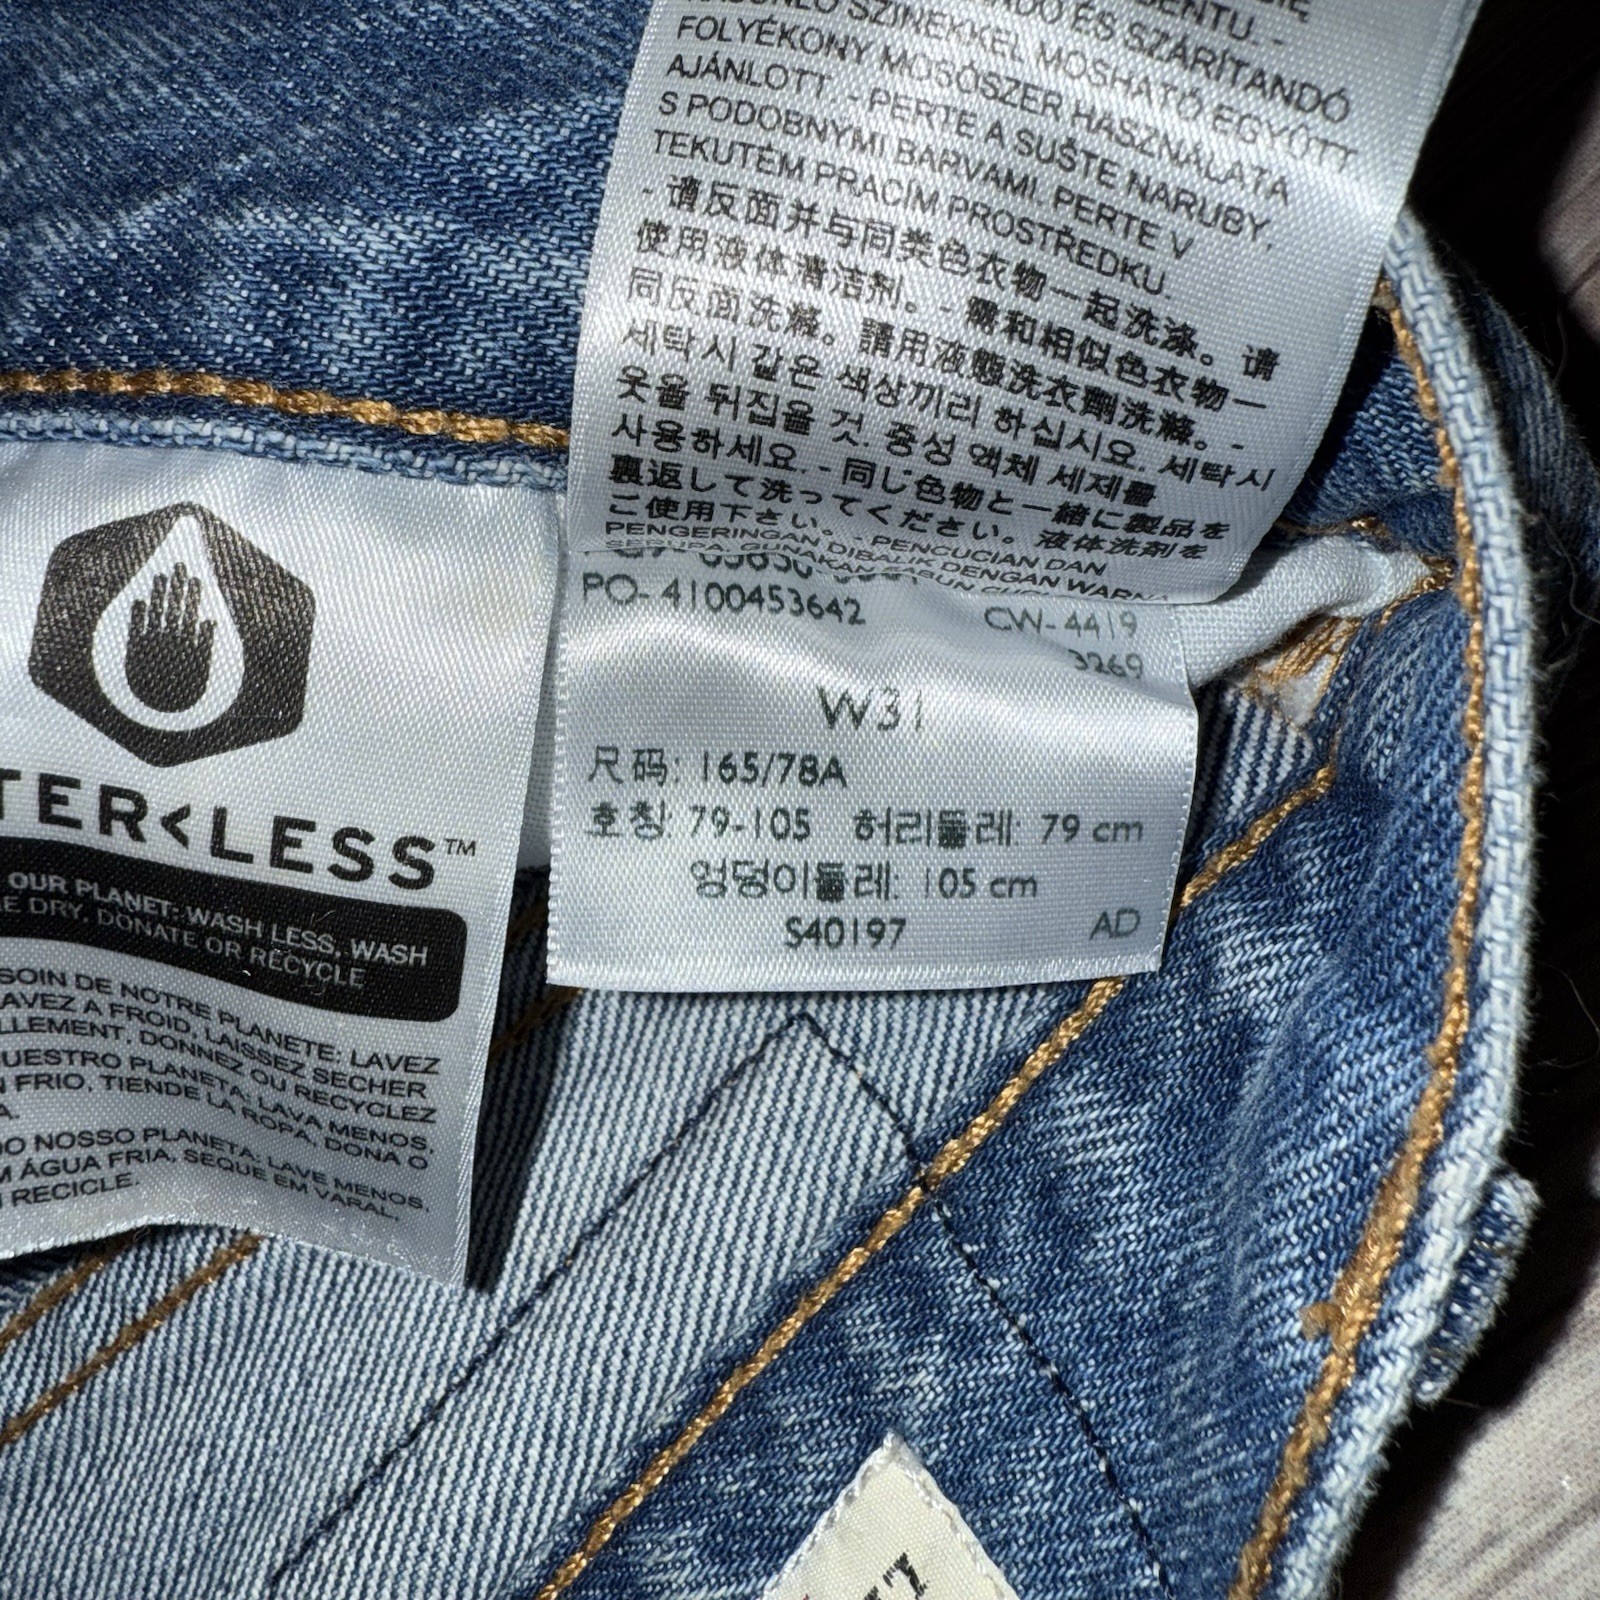 SZÍNEKKEL MOSHATÓ EGYÜTT
FOLYÉKONY MOSÓSZER HASZNÁLATA
AJÁNLOTT. - PERTE A SUŠTE NARUBY,
S PODOBNÝMI BARVAMI. PERTE V
TEKUTÉM PRACÍM PROSTŘEDKU.
- 请反面并与同类色衣物一起洗涤。请
使用液体清洁剂。- 需和相似色衣物一
同反面洗滌。請用液態洗衣劑洗滌。-
세탁시 같은 색상끼리 하십시요. 세탁시
옷을 뒤집을 것. 중성 액체 세제를
사용하세요. - 同じ色物と一緒に製品を
裏返して洗ってください。液体洗剤を
ご使用下さい。- PENCUCIAN DAN
PENGERINGAN DIBALIK DENGAN WARNA
SERUPA. GUNAKAN SABUN
PO- 4100453642
CW- 4419
3269
W31
尺码: 165/78A
호칭 79-105 허리둘레: 79 cm
엉덩이둘레: 105 cm
S40197 AD
TER<LESS™
OUR PLANET: WASH LESS, WASH
DRY, DONATE OR RECYCLE
SOIN DE NOTRE PLANETE: LAVEZ
LAVEZ A FROID, LAISSEZ SECHER
LLEMENT, DONNEZ OU RECYCLEZ
NUESTRO PLANETA: LAVA MENOS,
N FRIO, TIENDE LA ROPA, DONA O
A.
DO NOSSO PLANETA: LAVE MENOS,
M ÁGUA FRIA, SEQUE EM VARAL,
RECICLE.